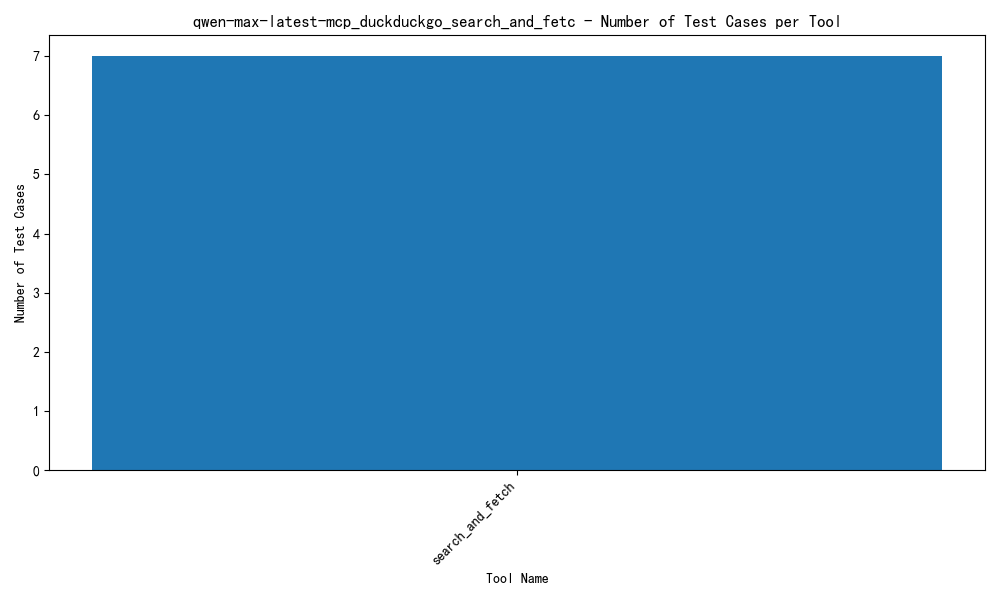 qwen-max-latest-mcp_duckduckgo_search_and_fetc - Number of Test Cases per Tool
Number of Test Cases
7
6
5
4
3
2
1
0
search_and_fetch
Tool Name